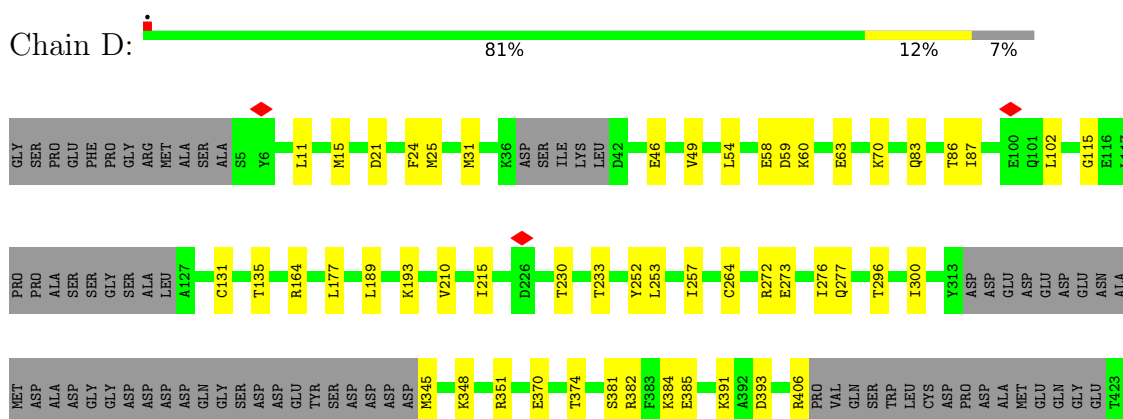 Chain D:
81% 12% 7%
GLY SER PRO GLU PHE PRO GLY ARG MET ALA SER ALA S5 Y6 L11 M15 D21 F24 M25 M31 K36 ASP SER ILE LYS LEU D42 E46 V49 L54 E58 D59 K60 E63 K70 Q83 T86 I87 E100 Q101 L102 G115 E116
PRO PRO ALA SER SER GLY SER ALA LEU A127 C131 T135 R164 L177 L189 K193 V210 I215 D226 T230 T233 Y252 L253 I257 C264 R272 E273 I276 Q277 T296 I300 Y313 ASP ASP GLU ASP GLU ASP GLU ASN ALA
MET ASP ALA ASP GLY GLY ASP ASP ASP ASP GLN GLY SER ASP ASP GLU TYR SER ASP ASP ASP ASP M345 K348 R351 E370 T374 S381 R382 F383 K384 E385 K391 A392 D393 R406 PRO VAL GLN SER TRP LEU CYS ASP PRO ASP ALA MET GLU GLN GLY GLU T423